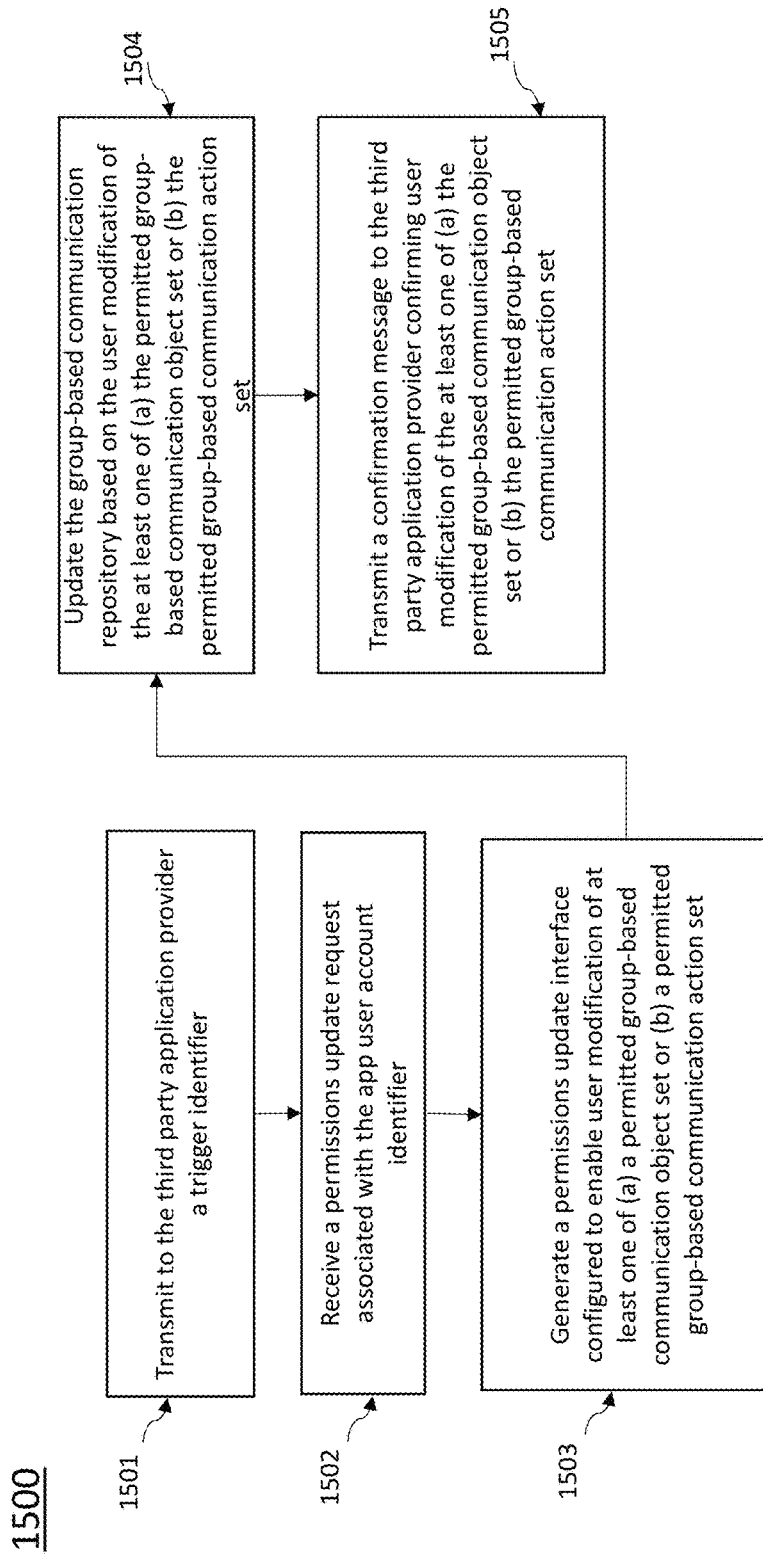 1500
1501
Transmit to the third party application provider
a trigger identifier
1502
Receive a permissions update request
associated with the app user account
identifier
1503
Generate a permissions update interface
configured to enable user modification of at
least one of (a) a permitted group-based
communication object set or (b) a permitted
group-based communication action set
1504
Update the group-based communication
repository based on the user modification of
the at least one of (a) the permitted group-
based communication object set or (b) the
permitted group-based communication action
set
1505
Transmit a confirmation message to the third
party application provider confirming user
modification of the at least one of (a) the
permitted group-based communication object
set or (b) the permitted group-based
communication action set